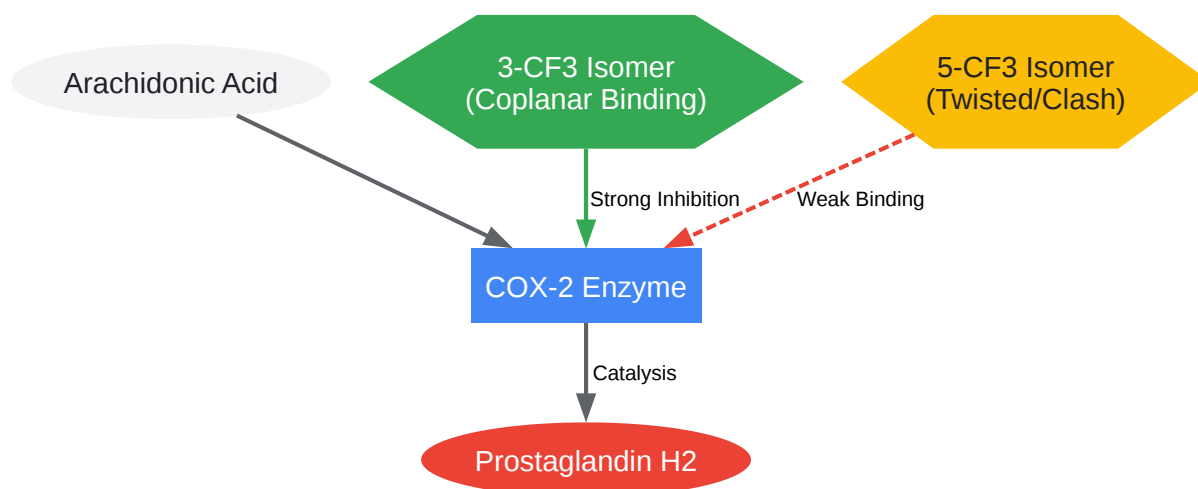 Arachidonic Acid
3-CF3 Isomer
(Coplanar Binding)
5-CF3 Isomer
(Twisted/Clash)
Strong Inhibition
Weak Binding
COX-2 Enzyme
Catalysis
Prostaglandin H2